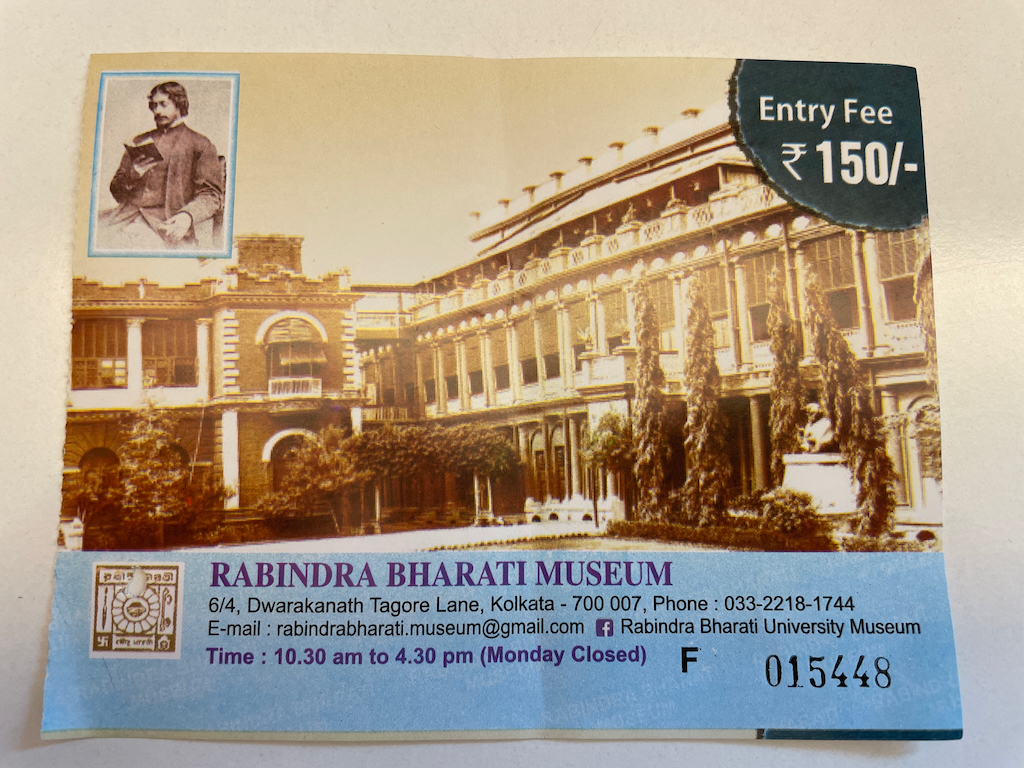 Entry Fee
₹ 150/-
RABINDRA BHARATI MUSEUM
6/4, Dwarakanath Tagore Lane, Kolkata - 700 007, Phone : 033-2218-1744
E-mail : rabindrabharati.museum@gmail.com Rabindra Bharati University Museum
Time : 10.30 am to 4.30 pm (Monday Closed) F 015448